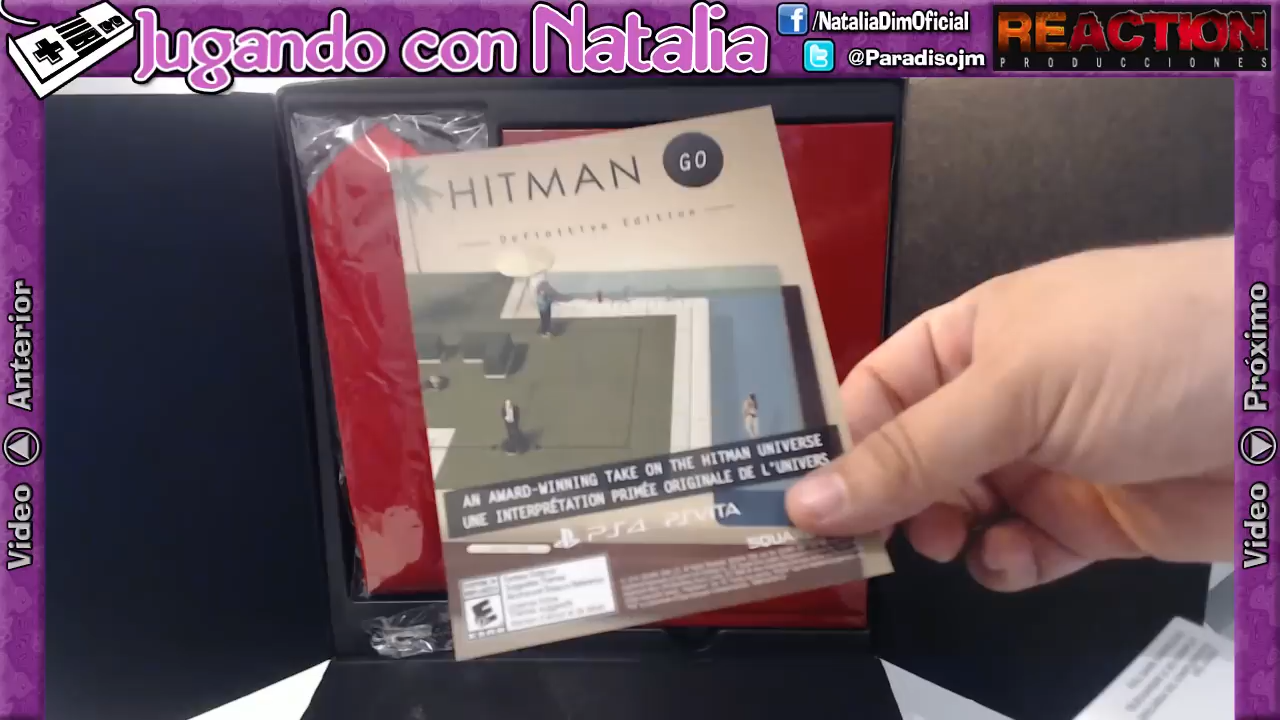 Jugando con Natalia
/NataliaDimOficial
@Paradisojm
REACTION
PRODUCCIONES
HITMAN GO
Definitive Edition
AN AWARD-WINNING TAKE ON THE HITMAN UNIVERSE
UNE INTERPRÉTATION PRIMÉE ORIGINALE DE L'UNIVERS
PS4 PSVITA
SQUA
E
Video Anterior
Video Próximo